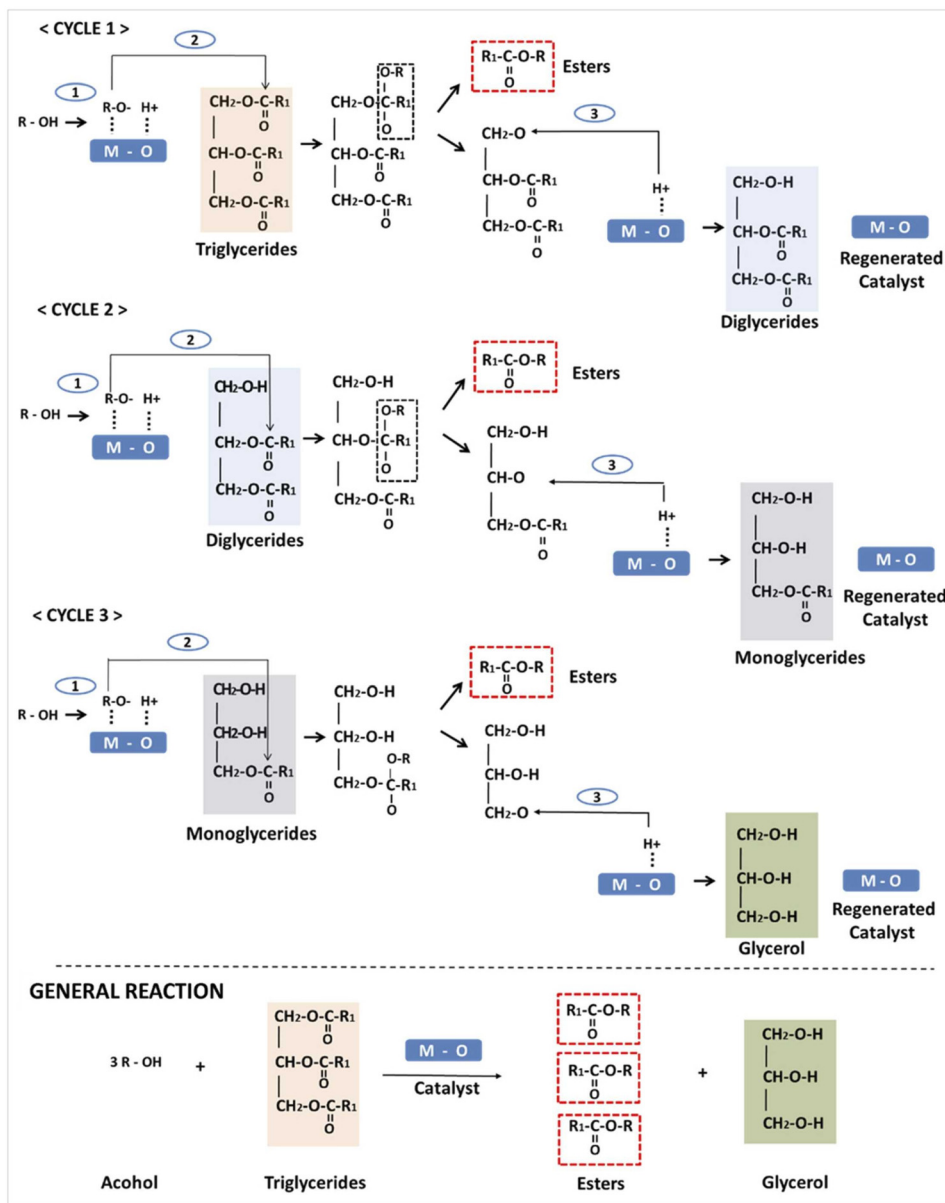 < CYCLE 1 >
2
1
R - OH
R-O- H+
M - O
CH2-O-C-R1
O
CH-O-C-R1
O
CH2-O-C-R1
O
Triglycerides
O-R
CH2-O-C-R1
O
CH-O-C-R1
O
CH2-O-C-R1
O
R1-C-O-R
O
Esters
CH2-O
CH-O-C-R1
O
CH2-O-C-R1
O
3
H+
M - O
CH2-O-H
CH-O-C-R1
O
CH2-O-C-R1
O
Diglycerides
M - O
Regenerated
Catalyst
< CYCLE 2 >
2
1
R - OH
R-O- H+
M - O
CH2-O-H
CH2-O-C-R1
O
CH2-O-C-R1
O
Diglycerides
CH2-O-H
O-R
CH-O-C-R1
O
CH2-O-C-R1
O
R1-C-O-R
O
Esters
CH2-O-H
CH-O
CH2-O-C-R1
O
3
H+
M - O
CH2-O-H
CH-O-H
CH2-O-C-R1
O
Monoglycerides
M - O
Regenerated
Catalyst
< CYCLE 3 >
2
1
R - OH
R-O- H+
M - O
CH2-O-H
CH2-O-H
CH2-O-C-R1
O
Monoglycerides
CH2-O-H
CH2-O-H
O-R
CH2-O-C-R1
O
R1-C-O-R
O
Esters
CH2-O-H
CH-O-H
CH2-O
3
H+
M - O
CH2-O-H
CH-O-H
CH2-O-H
Glycerol
M - O
Regenerated
Catalyst
GENERAL REACTION
3 R - OH
+
CH2-O-C-R1
O
CH-O-C-R1
O
CH2-O-C-R1
O
M - O
Catalyst
R1-C-O-R
O
R1-C-O-R
O
R1-C-O-R
O
+
CH2-O-H
CH-O-H
CH2-O-H
Acohol
Triglycerides
Esters
Glycerol